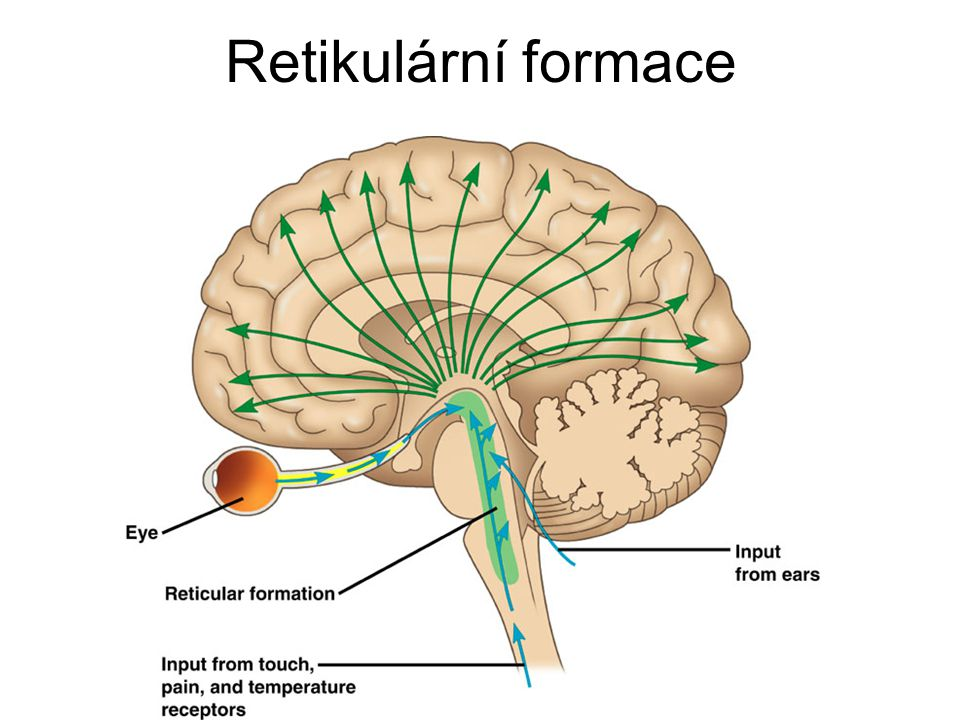 Retikulární formace
Eye
Reticular formation
Input
from ears
Input from touch,
pain, and temperature
receptors